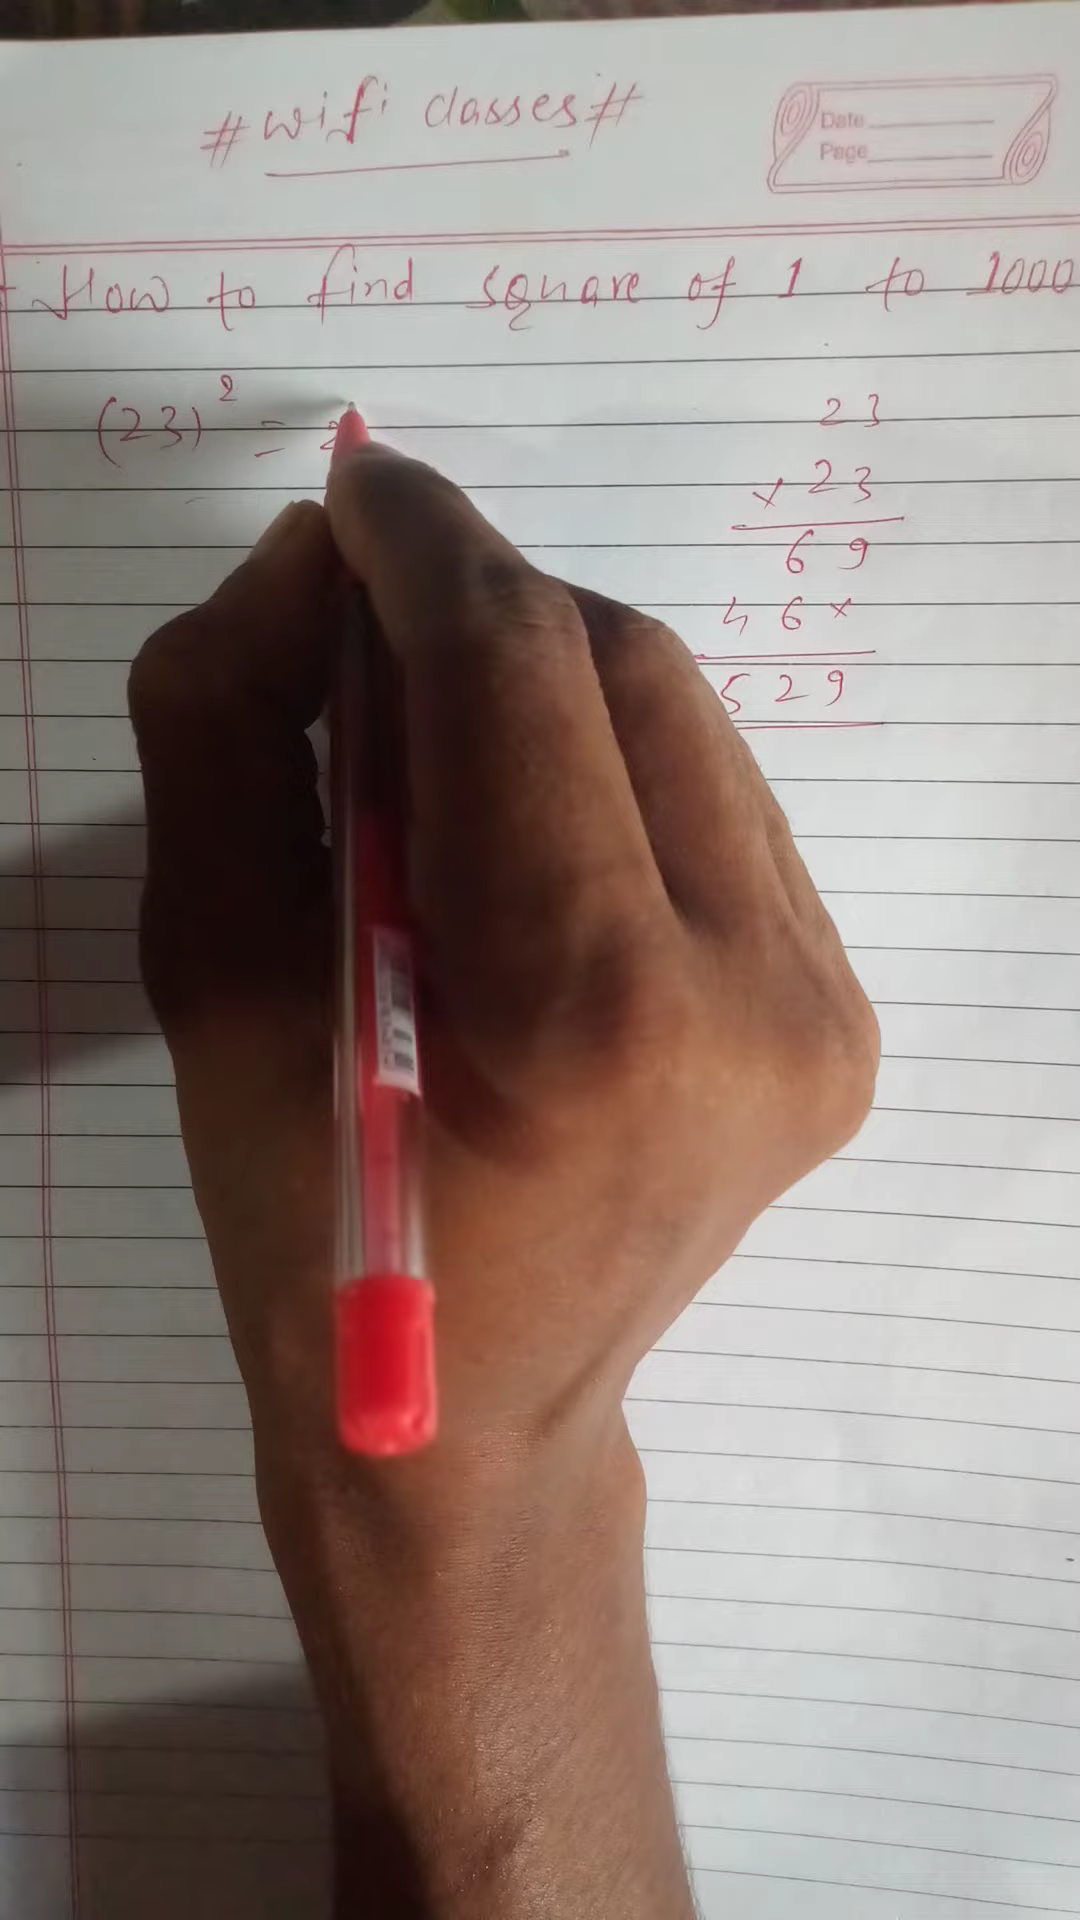 #wifi classes#
Date
Page
How to find square of 1 to 1000
(23)² = 2
23
× 23
69
46×
529